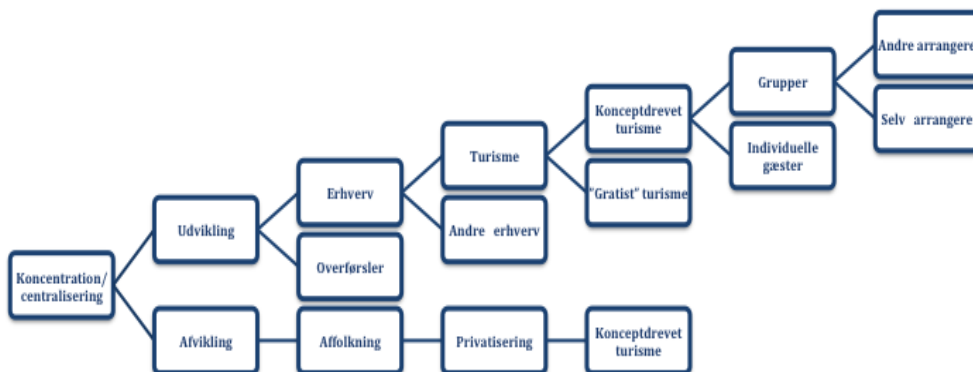 Andre arrangere
Grupper
Konceptdrevet
turisme
Selv arrangere
Turisme
Individuelle
gæster
Erhverv
"Gratist" turisme
Udvikling
Andre erhverv
Koncentration/
centralisering
Overførsler
Afvikling
Affolkning
Privatisering
Konceptdrevet
turisme